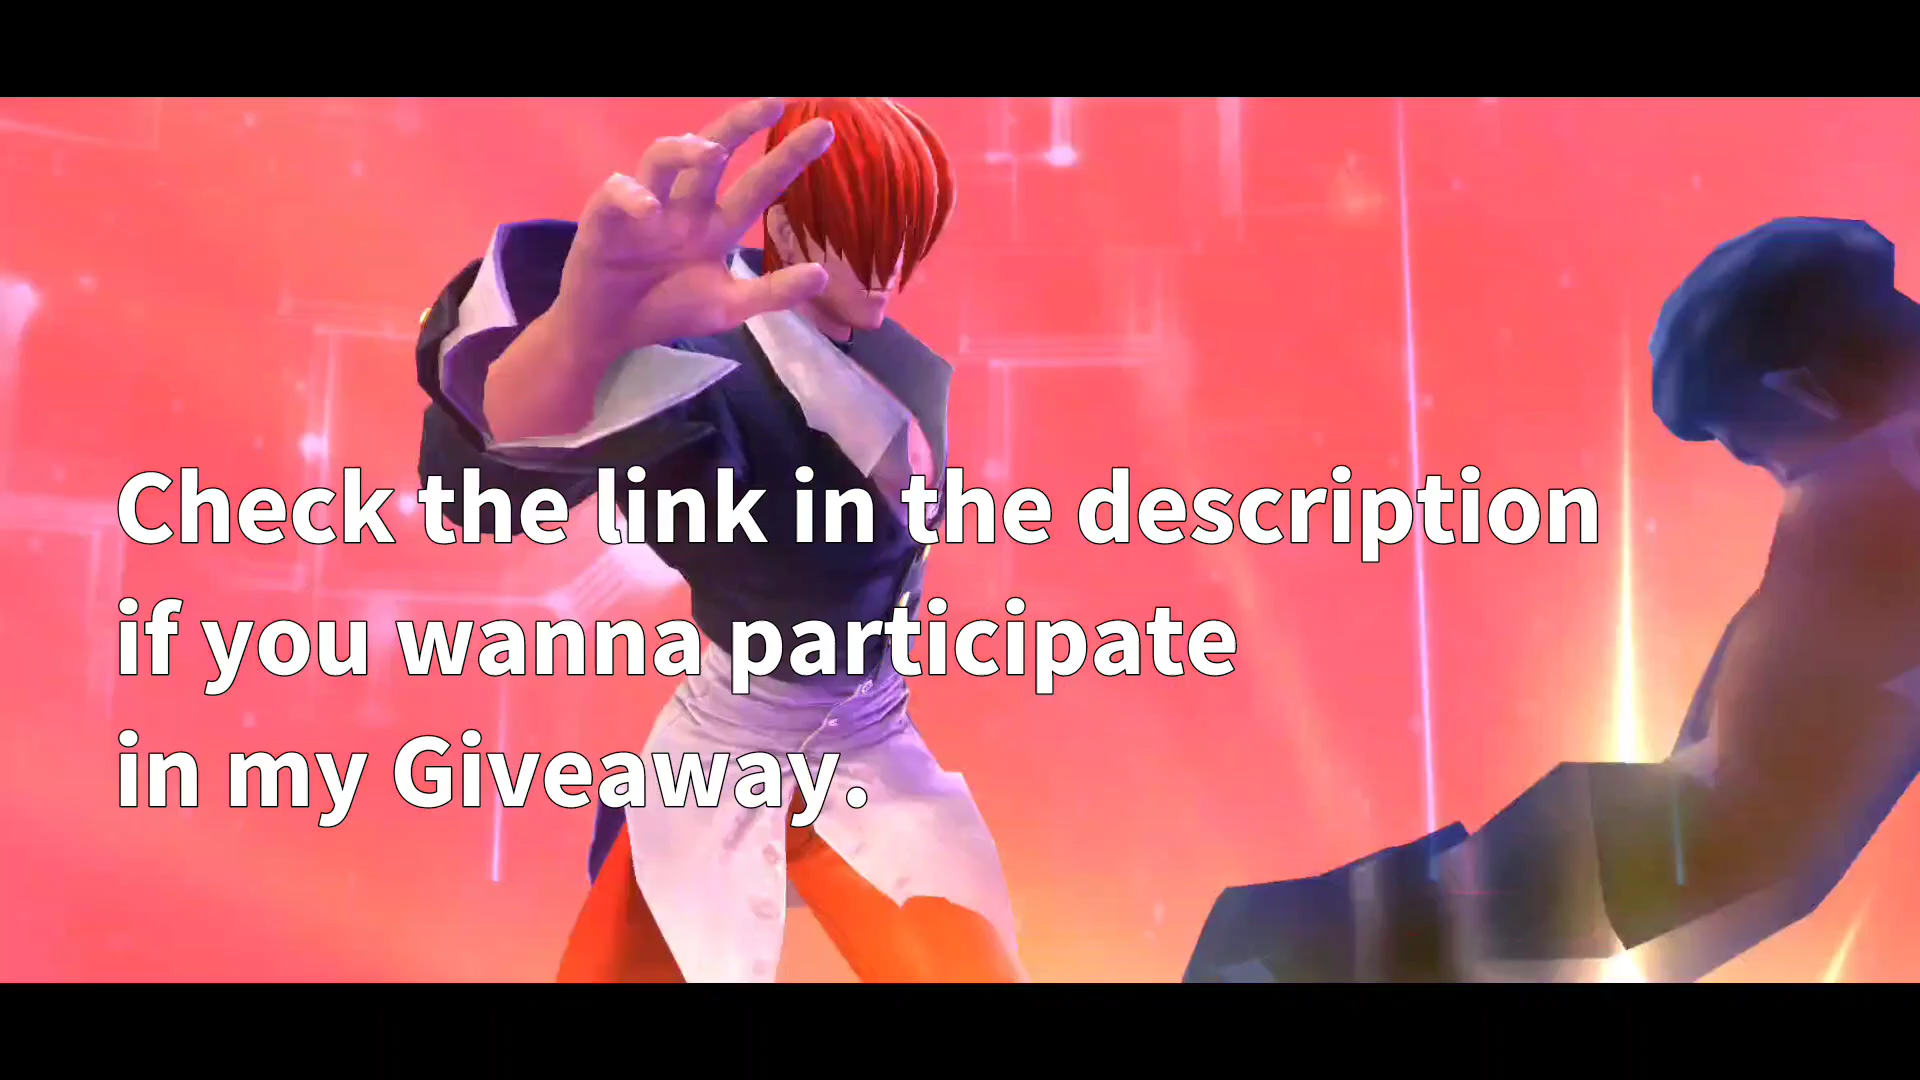 Check the link in the description
if you wanna participate
in my Giveaway.